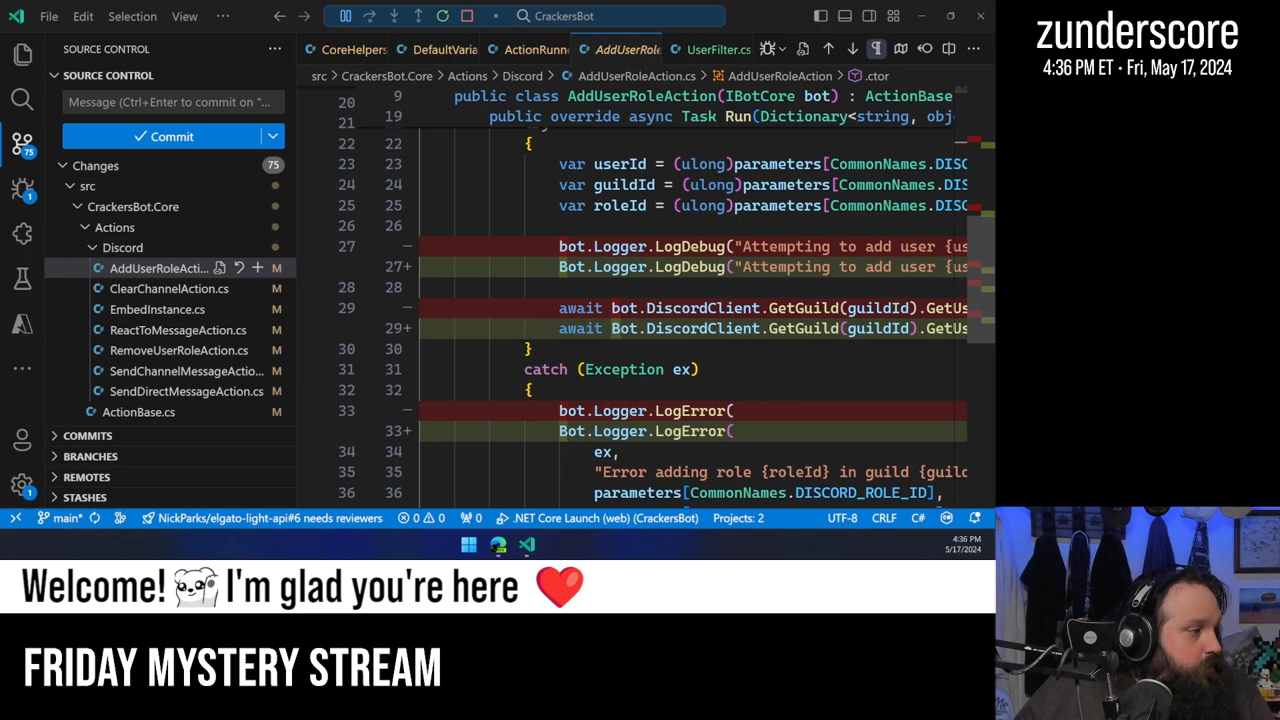 File Edit Selection View ··· CrackersBot
zunderscore
4:36 PM ET • Fri, May 17, 2024
SOURCE CONTROL ···
CoreHelpers DefaultVaria ActionRunn AddUserRole UserFilter.cs ···
src > CrackersBot.Core > Actions > Discord > AddUserRoleAction.cs > AddUserRoleAction > .ctor
SOURCE CONTROL
Message (Ctrl+Enter to commit on "...
Commit
Changes 75
src
CrackersBot.Core
Actions
Discord
AddUserRoleActi... M
ClearChannelAction.cs M
EmbedInstance.cs M
ReactToMessageAction.cs M
RemoveUserRoleAction.cs M
SendChannelMessageActio... M
SendDirectMessageAction.cs M
ActionBase.cs M
COMMITS
BRANCHES
REMOTES
STASHES
75
1
1
20 9 public class AddUserRoleAction(IBotCore bot) : ActionBase
21 19 public override async Task Run(Dictionary<string, obj
22 22 {
23 23 var userId = (ulong)parameters[CommonNames.DISC
24 24 var guildId = (ulong)parameters[CommonNames.DIS
25 25 var roleId = (ulong)parameters[CommonNames.DISC
26 26
27 — bot.Logger.LogDebug("Attempting to add user {us
27+ Bot.Logger.LogDebug("Attempting to add user {us
28 28
29 — await bot.DiscordClient.GetGuild(guildId).GetUs
29+ await Bot.DiscordClient.GetGuild(guildId).GetUs
30 30 }
31 31 catch (Exception ex)
32 32 {
33 — bot.Logger.LogError(
33+ Bot.Logger.LogError(
34 34 ex,
35 35 "Error adding role {roleId} in guild {guild
36 36 parameters[CommonNames.DISCORD_ROLE_ID],
main* NickParks/elgato-light-api#6 needs reviewers 0 0 0 .NET Core Launch (web) (CrackersBot) Projects: 2 UTF-8 CRLF C#
4:36 PM
5/17/2024
Welcome! I'm glad you're here
FRIDAY MYSTERY STREAM